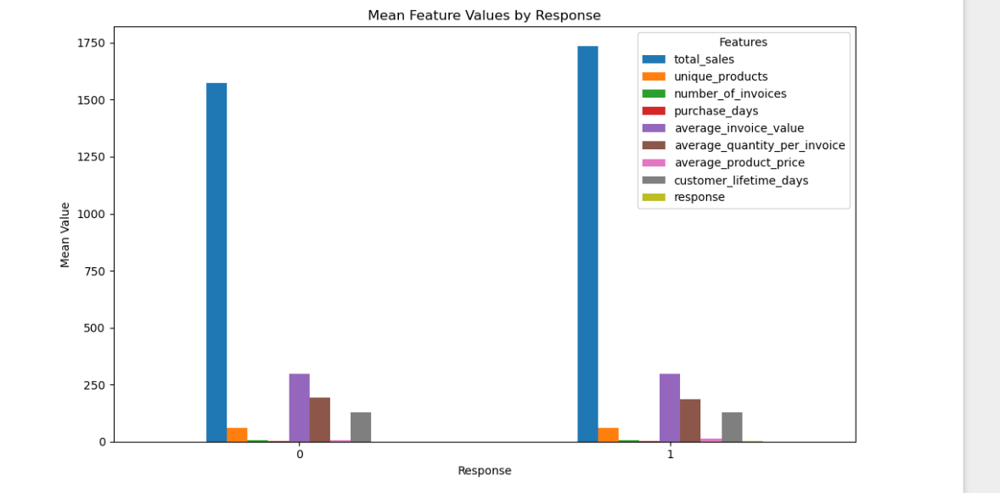 Mean Feature Values by Response
1750
1500
1250
1000
750
500
250
0
Mean Value
Features
total_sales
unique_products
number_of_invoices
purchase_days
average_invoice_value
average_quantity_per_invoice
average_product_price
customer_lifetime_days
response
0 1
Response